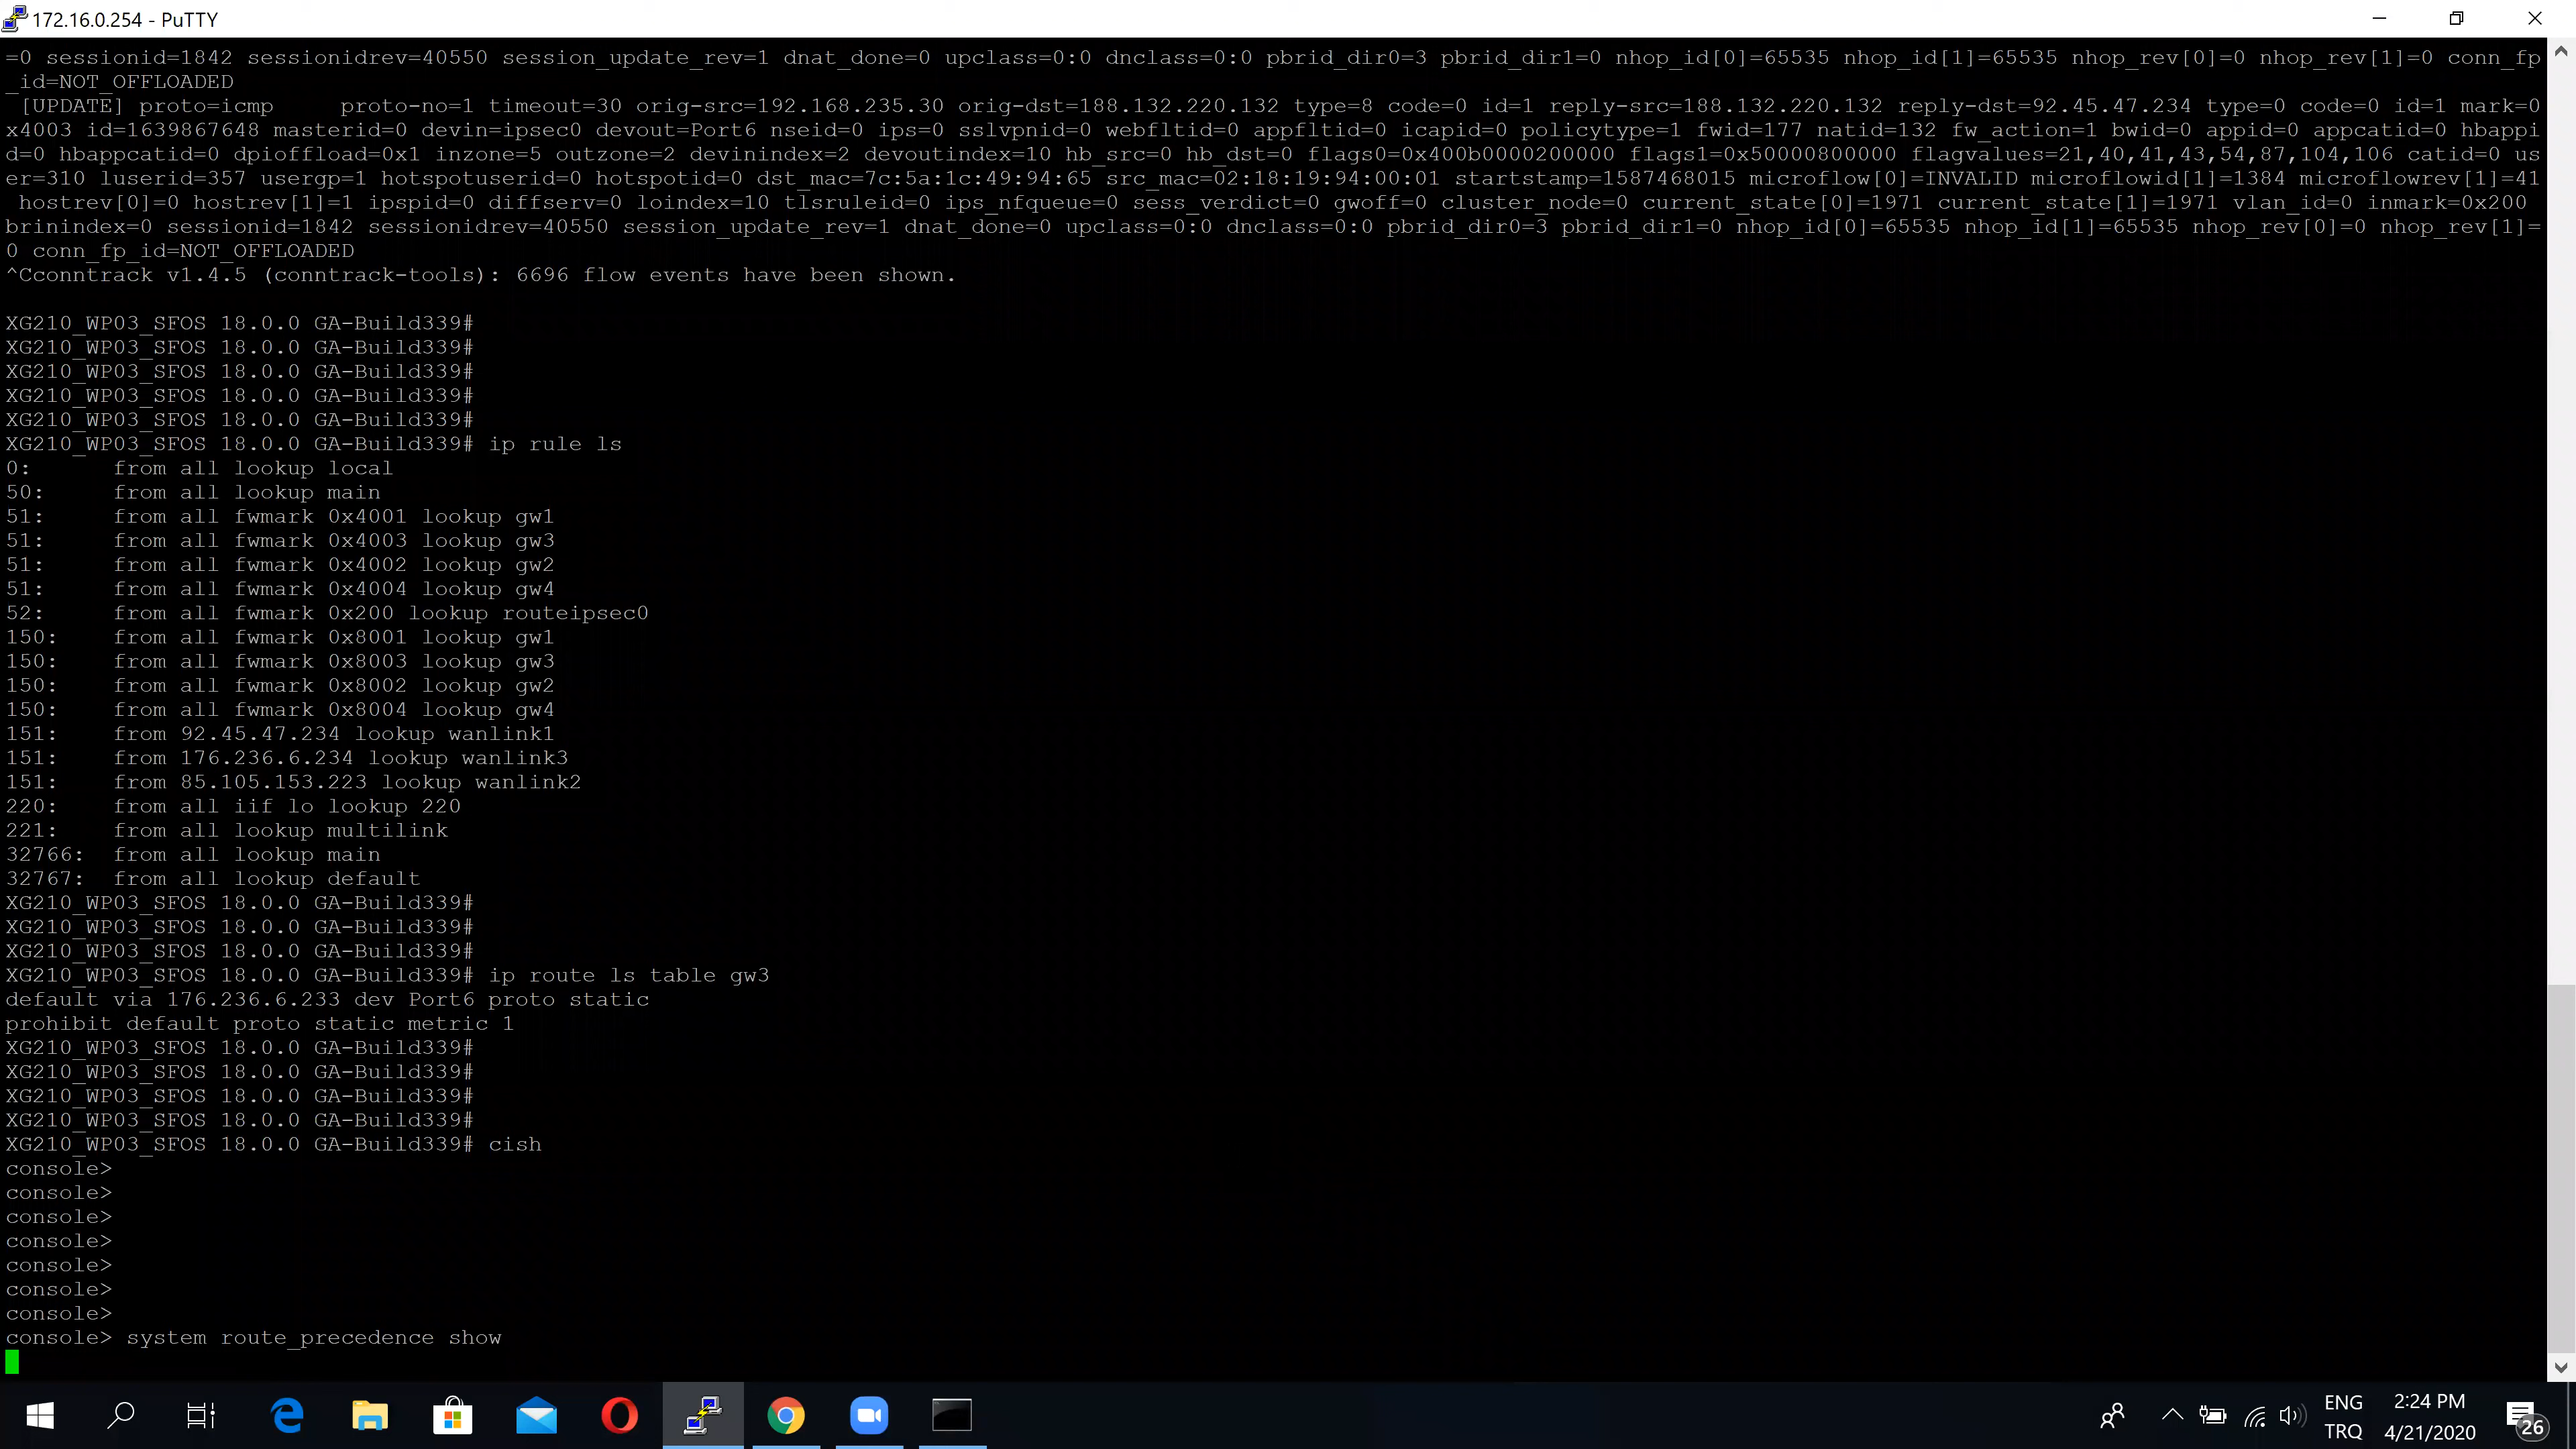 172.16.0.254 - PuTTY
=0 sessionid=1842 sessionidrev=40550 session_update_rev=1 dnat_done=0 upclass=0:0 dnclass=0:0 pbrid_dir0=3 pbrid_dir1=0 nhop_id[0]=65535 nhop_id[1]=65535 nhop_rev[0]=0 nhop_rev[1]=0 conn_fp
_id=NOT_OFFLOADED
[UPDATE] proto=icmp     proto-no=1 timeout=30 orig-src=192.168.235.30 orig-dst=188.132.220.132 type=8 code=0 id=1 reply-src=188.132.220.132 reply-dst=92.45.47.234 type=0 code=0 id=1 mark=0
x4003 id=1639867648 masterid=0 devin=ipsec0 devout=Port6 nseid=0 ips=0 sslvpnid=0 webfltid=0 appfltid=0 icapid=0 policytype=1 fwid=177 natid=132 fw_action=1 bwid=0 appid=0 appcatid=0 hbappi
d=0 hbappcatid=0 dpioffload=0x1 inzone=5 outzone=2 devinindex=2 devoutindex=10 hb_src=0 hb_dst=0 flags0=0x400b0000200000 flags1=0x50000800000 flagvalues=21,40,41,43,54,87,104,106 catid=0 us
er=310 luserid=357 usergp=1 hotspotuserid=0 hotspotid=0 dst_mac=7c:5a:1c:49:94:65 src_mac=02:18:19:94:00:01 startstamp=1587468015 microflow[0]=INVALID microflowid[1]=1384 microflowrev[1]=41
hostrev[0]=0 hostrev[1]=1 ipspid=0 diffserv=0 loindex=10 tlsruleid=0 ips_nfqueue=0 sess_verdict=0 gwoff=0 cluster_node=0 current_state[0]=1971 current_state[1]=1971 vlan_id=0 inmark=0x200
brinindex=0 sessionid=1842 sessionidrev=40550 session_update_rev=1 dnat_done=0 upclass=0:0 dnclass=0:0 pbrid_dir0=3 pbrid_dir1=0 nhop_id[0]=65535 nhop_id[1]=65535 nhop_rev[0]=0 nhop_rev[1]=
0 conn_fp_id=NOT_OFFLOADED
^Cconntrack v1.4.5 (conntrack-tools): 6696 flow events have been shown.
XG210_WP03_SFOS 18.0.0 GA-Build339#
XG210_WP03_SFOS 18.0.0 GA-Build339#
XG210_WP03_SFOS 18.0.0 GA-Build339#
XG210_WP03_SFOS 18.0.0 GA-Build339#
XG210_WP03_SFOS 18.0.0 GA-Build339#
XG210_WP03_SFOS 18.0.0 GA-Build339# ip rule ls
0:      from all lookup local
50:     from all lookup main
51:     from all fwmark 0x4001 lookup gw1
51:     from all fwmark 0x4003 lookup gw3
51:     from all fwmark 0x4002 lookup gw2
51:     from all fwmark 0x4004 lookup gw4
52:     from all fwmark 0x200 lookup routeipsec0
150:    from all fwmark 0x8001 lookup gw1
150:    from all fwmark 0x8003 lookup gw3
150:    from all fwmark 0x8002 lookup gw2
150:    from all fwmark 0x8004 lookup gw4
151:    from 92.45.47.234 lookup wanlink1
151:    from 176.236.6.234 lookup wanlink3
151:    from 85.105.153.223 lookup wanlink2
220:    from all iif lo lookup 220
221:    from all lookup multilink
32766:  from all lookup main
32767:  from all lookup default
XG210_WP03_SFOS 18.0.0 GA-Build339#
XG210_WP03_SFOS 18.0.0 GA-Build339#
XG210_WP03_SFOS 18.0.0 GA-Build339#
XG210_WP03_SFOS 18.0.0 GA-Build339# ip route ls table gw3
default via 176.236.6.233 dev Port6 proto static
prohibit default proto static metric 1
XG210_WP03_SFOS 18.0.0 GA-Build339#
XG210_WP03_SFOS 18.0.0 GA-Build339#
XG210_WP03_SFOS 18.0.0 GA-Build339#
XG210_WP03_SFOS 18.0.0 GA-Build339#
XG210_WP03_SFOS 18.0.0 GA-Build339# cish
console>
console>
console>
console>
console>
console>
console>
console> system route_precedence show
ENG
TRQ
2:24 PM
4/21/2020
26